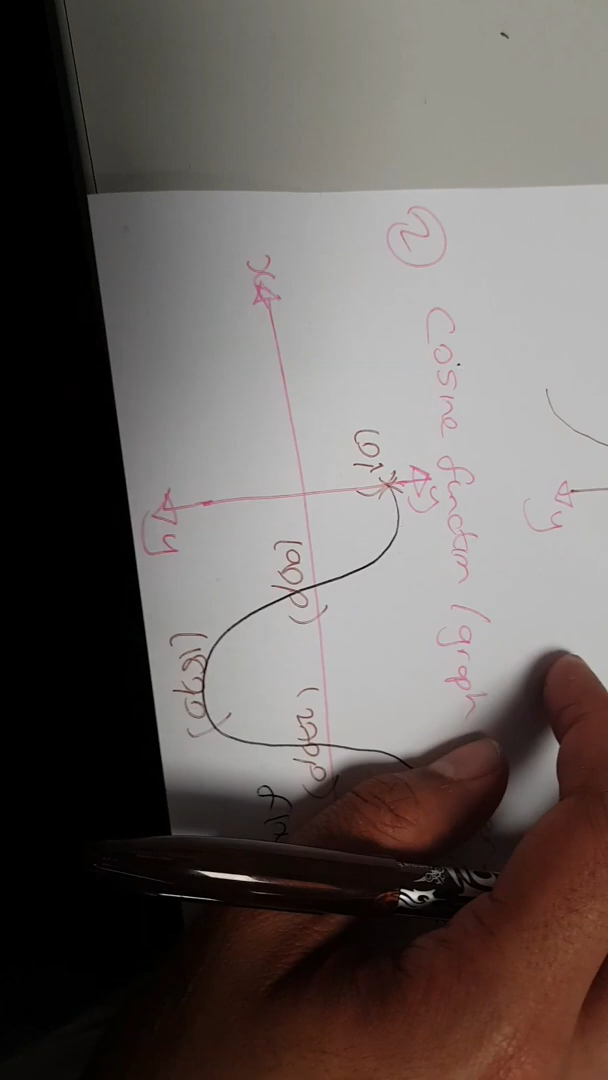 ② Cosine function / graph
y
(0;1)
x
(90;0)
(270;0)
(180;-1)
y
y